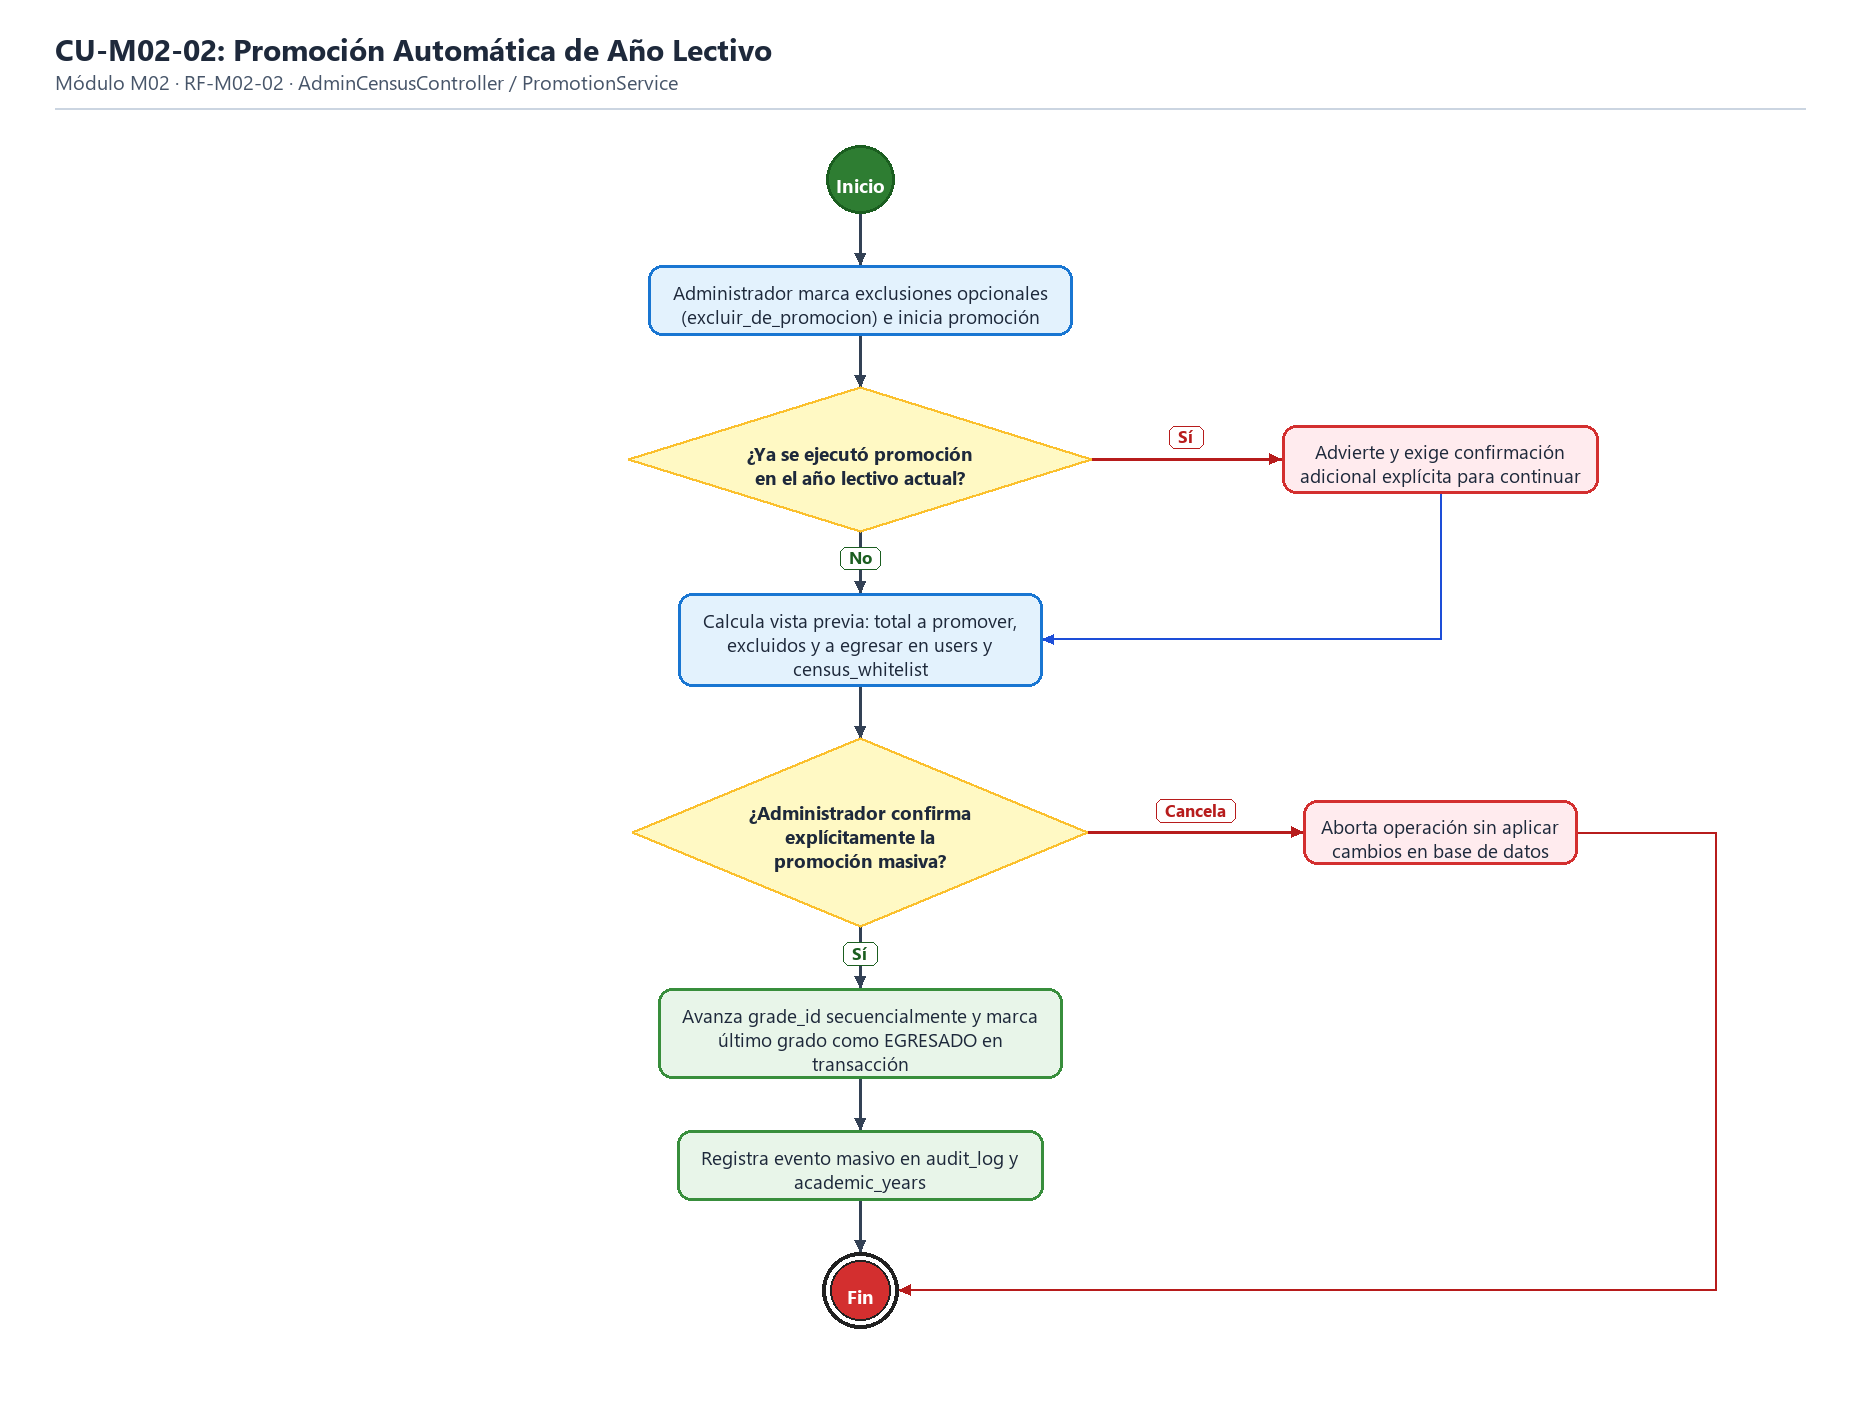 CU-M02-02: Promoción Automática de Año Lectivo
Módulo M02 · RF-M02-02 · AdminCensusController / PromotionService
Inicio
Administrador marca exclusiones opcionales
(excluir_de_promocion) e inicia promoción
¿Ya se ejecutó promoción
en el año lectivo actual?
Sí
Advierte y exige confirmación
adicional explícita para continuar
No
Calcula vista previa: total a promover,
excluidos y a egresar en users y
census_whitelist
¿Administrador confirma
explícitamente la
promoción masiva?
Cancela
Aborta operación sin aplicar
cambios en base de datos
Sí
Avanza grade_id secuencialmente y marca
último grado como EGRESADO en
transacción
Registra evento masivo en audit_log y
academic_years
Fin